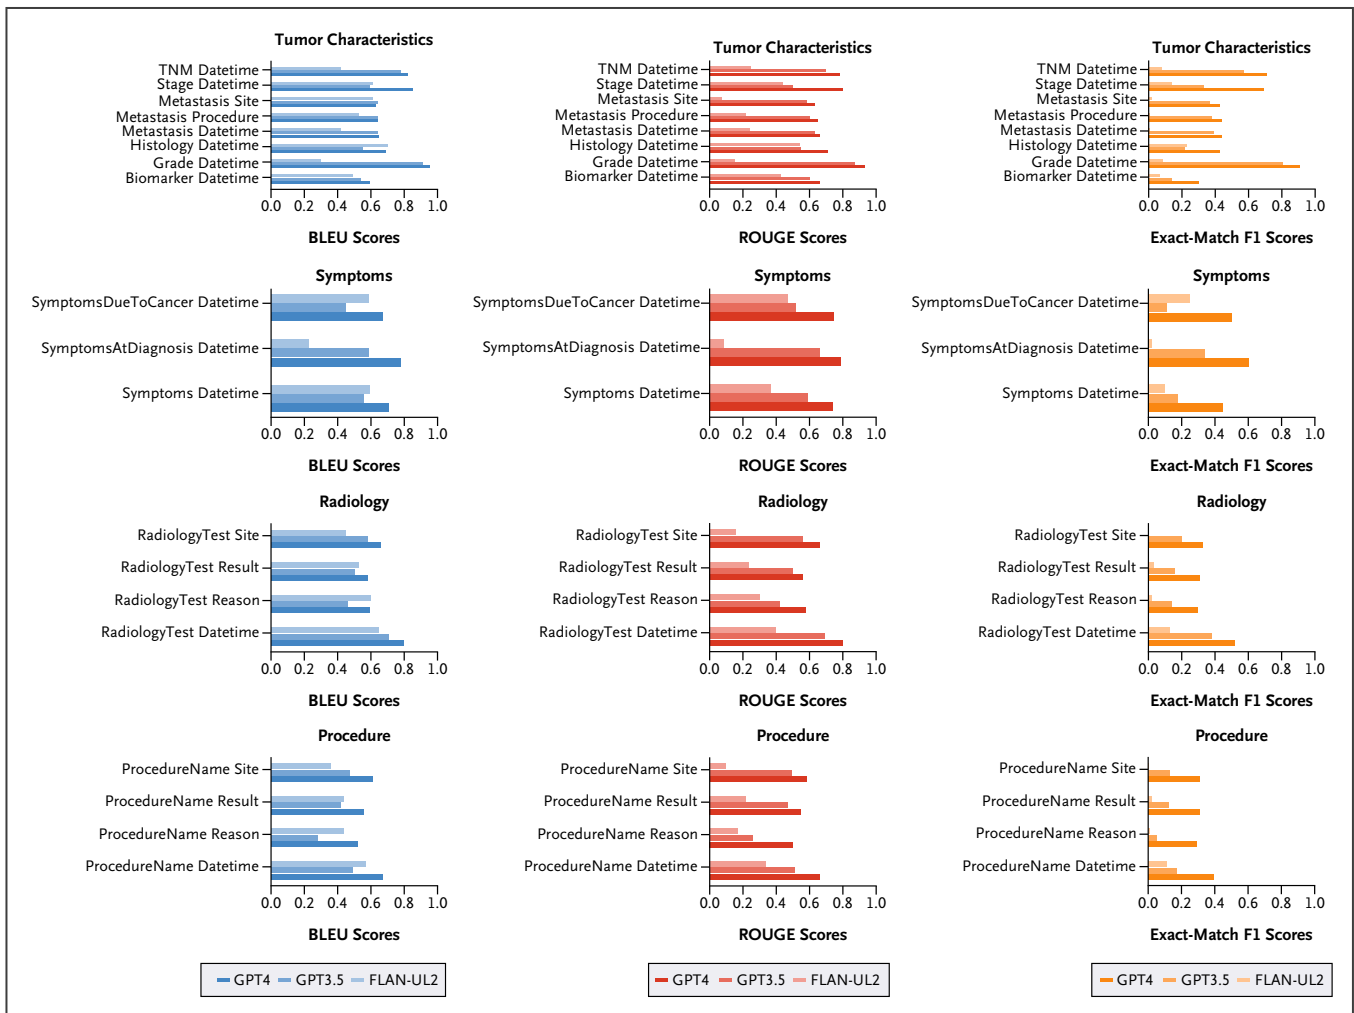 Tumor Characteristics
TNM Datetime
Stage Datetime
Metastasis Site
Metastasis Procedure
Metastasis Datetime
Histology Datetime
Grade Datetime
Biomarker Datetime
0.0 0.2 0.4 0.6 0.8 1.0
BLEU Scores
Tumor Characteristics
TNM Datetime
Stage Datetime
Metastasis Site
Metastasis Procedure
Metastasis Datetime
Histology Datetime
Grade Datetime
Biomarker Datetime
0.0 0.2 0.4 0.6 0.8 1.0
ROUGE Scores
Tumor Characteristics
TNM Datetime
Stage Datetime
Metastasis Site
Metastasis Procedure
Metastasis Datetime
Histology Datetime
Grade Datetime
Biomarker Datetime
0.0 0.2 0.4 0.6 0.8 1.0
Exact-Match F1 Scores
Symptoms
SymptomsDueToCancer Datetime
SymptomsAtDiagnosis Datetime
Symptoms Datetime
0.0 0.2 0.4 0.6 0.8 1.0
BLEU Scores
Symptoms
SymptomsDueToCancer Datetime
SymptomsAtDiagnosis Datetime
Symptoms Datetime
0.0 0.2 0.4 0.6 0.8 1.0
ROUGE Scores
Symptoms
SymptomsDueToCancer Datetime
SymptomsAtDiagnosis Datetime
Symptoms Datetime
0.0 0.2 0.4 0.6 0.8 1.0
Exact-Match F1 Scores
Radiology
RadiologyTest Site
RadiologyTest Result
RadiologyTest Reason
RadiologyTest Datetime
0.0 0.2 0.4 0.6 0.8 1.0
BLEU Scores
Radiology
RadiologyTest Site
RadiologyTest Result
RadiologyTest Reason
RadiologyTest Datetime
0.0 0.2 0.4 0.6 0.8 1.0
ROUGE Scores
Radiology
RadiologyTest Site
RadiologyTest Result
RadiologyTest Reason
RadiologyTest Datetime
0.0 0.2 0.4 0.6 0.8 1.0
Exact-Match F1 Scores
Procedure
ProcedureName Site
ProcedureName Result
ProcedureName Reason
ProcedureName Datetime
0.0 0.2 0.4 0.6 0.8 1.0
BLEU Scores
Procedure
ProcedureName Site
ProcedureName Result
ProcedureName Reason
ProcedureName Datetime
0.0 0.2 0.4 0.6 0.8 1.0
ROUGE Scores
Procedure
ProcedureName Site
ProcedureName Result
ProcedureName Reason
ProcedureName Datetime
0.0 0.2 0.4 0.6 0.8 1.0
Exact-Match F1 Scores
GPT4 GPT3.5 FLAN-UL2
GPT4 GPT3.5 FLAN-UL2
GPT4 GPT3.5 FLAN-UL2